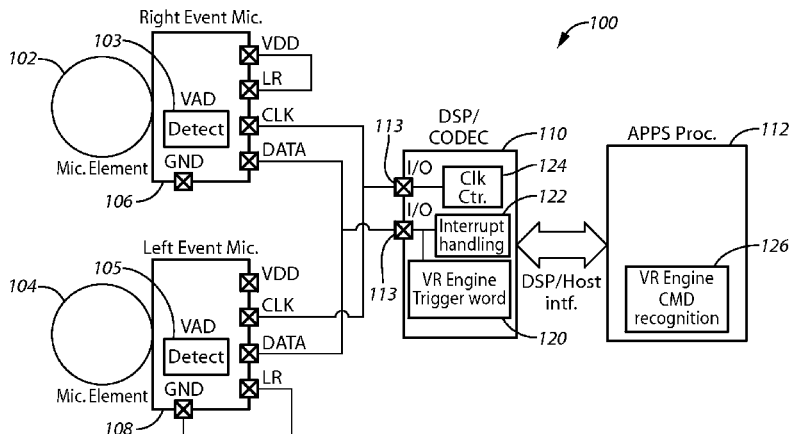 Right Event Mic.
100
102
103
VDD
LR
VAD
Detect
CLK
DATA
Mic. Element
GND
106
DSP/
CODEC
113
110
I/O
Clk
Ctr.
124
I/O
122
Interrupt
handling
113
VR Engine
Trigger word
120
DSP/Host
intf.
APPS Proc.
112
126
VR Engine
CMD
recognition
Left Event Mic.
104
105
VDD
CLK
VAD
Detect
DATA
LR
Mic. Element
GND
108